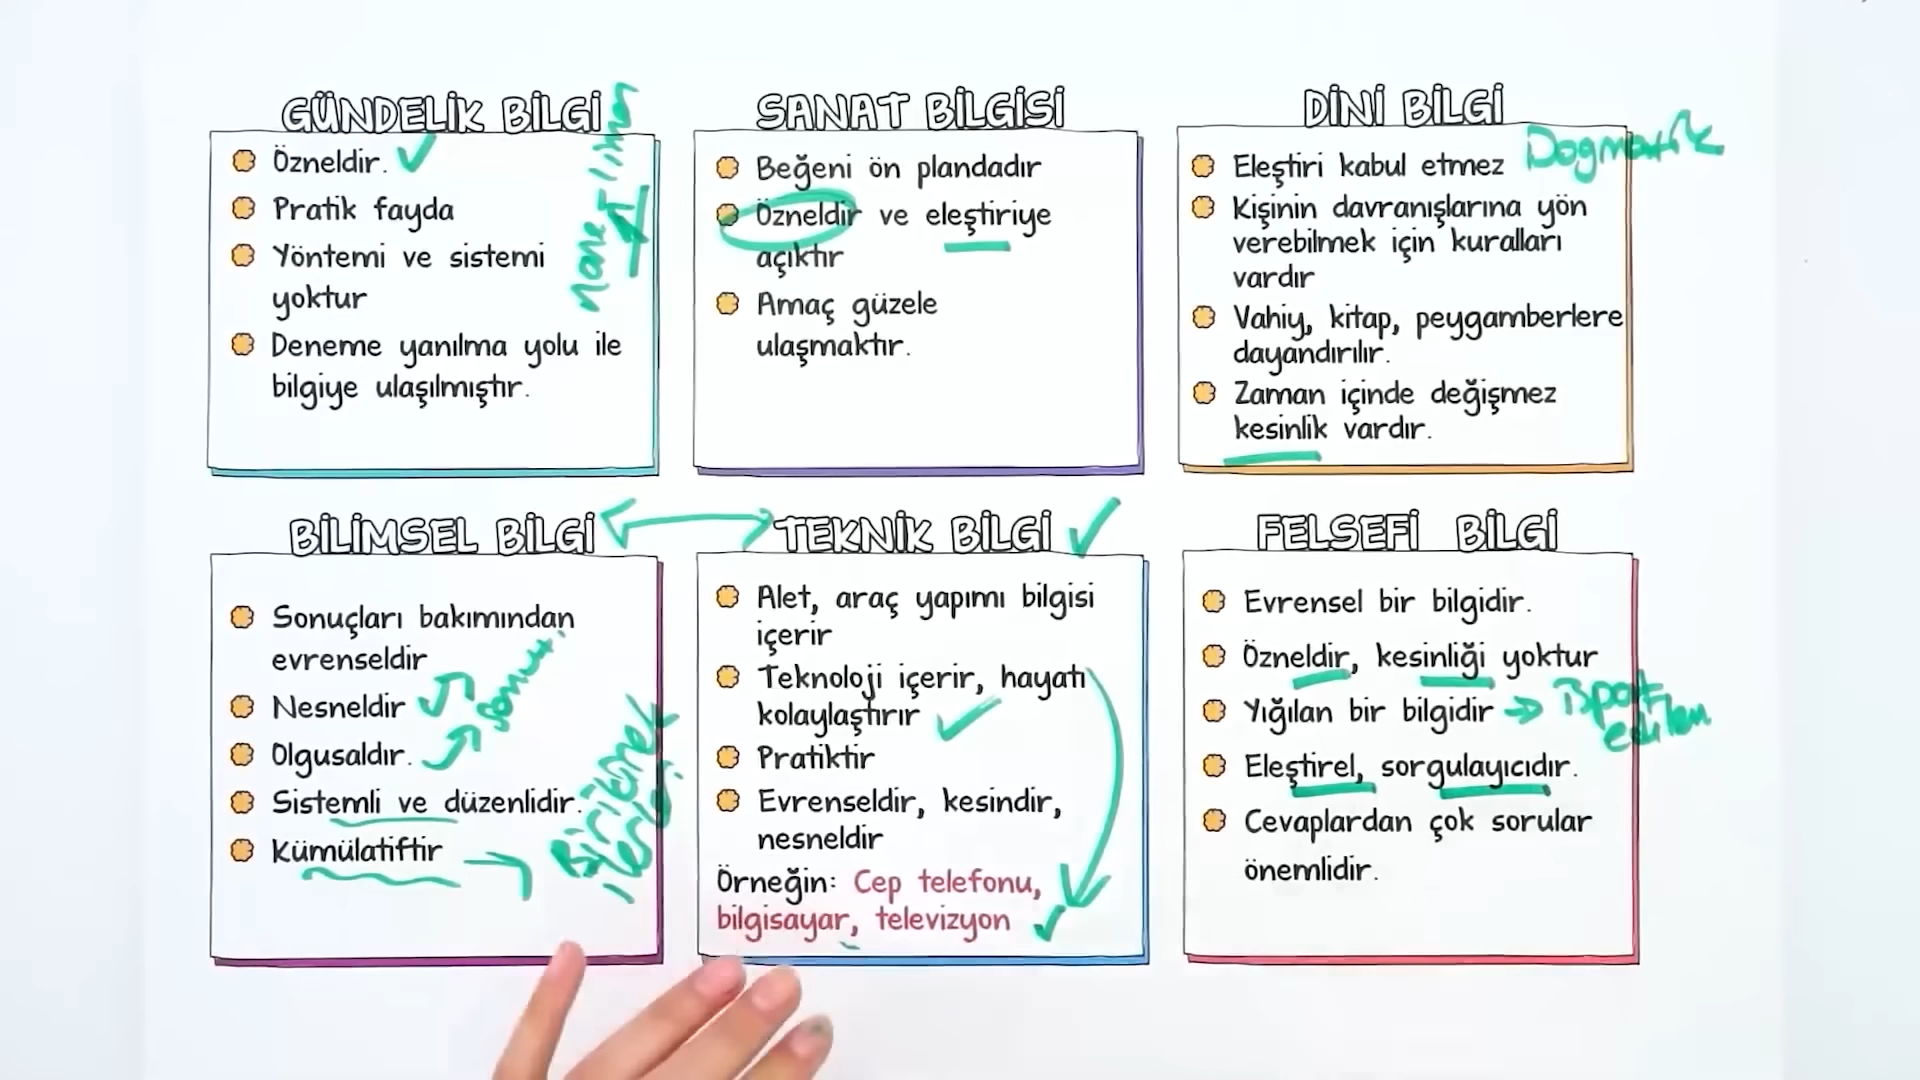 GÜNDELİK BİLGİ
Özneldir.
Pratik fayda
Yöntemi ve sistemi
yoktur
Deneme yanılma yolu ile
bilgiye ulaşılmıştır.
nane limon
SANAT BİLGİSİ
Beğeni ön plandadır
Özneldir ve eleştiriye
açıktır
Amaç güzele
ulaşmaktır.
DİNİ BİLGİ
Dogmatik
Eleştiri kabul etmez
Kişinin davranışlarına yön
verebilmek için kuralları
vardır
Vahiy, kitap, peygamberlere
dayandırılır.
Zaman içinde değişmez
kesinlik vardır.
BİLİMSEL BİLGİ
Sonuçları bakımından
evrenseldir
Nesneldir
Olgusaldır.
Sistemli ve düzenlidir.
Kümülatiftir
somut
Birikerek
ilerler
TEKNİK BİLGİ
Alet, araç yapımı bilgisi
içerir
Teknoloji içerir, hayatı
kolaylaştırır
Pratiktir
Evrenseldir, kesindir,
nesneldir
Örneğin: Cep telefonu,
bilgisayar, televizyon
FELSEFİ BİLGİ
Evrensel bir bilgidir.
Özneldir, kesinliği yoktur
Yığılan bir bilgidir
Eleştirel, sorgulayıcıdır.
Cevaplardan çok sorular
önemlidir.